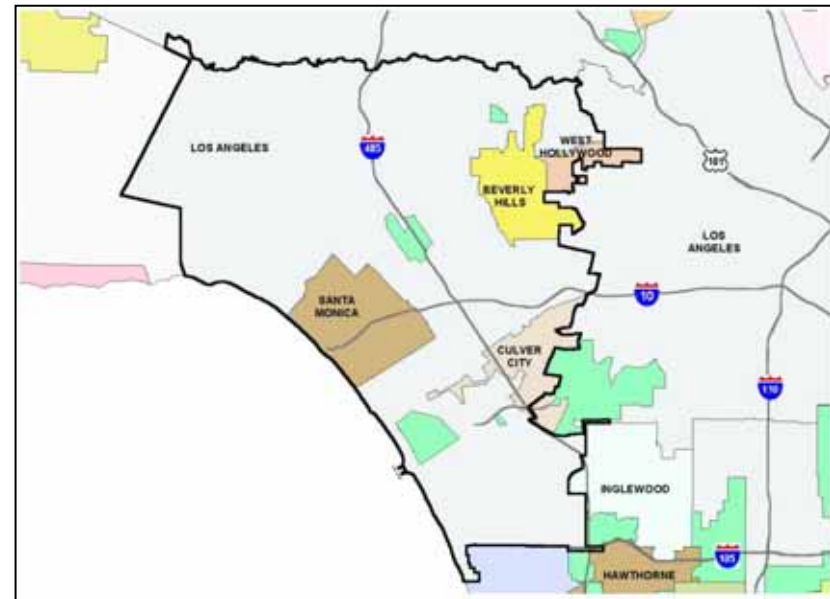 LOS ANGELES
405
WEST
HOLLYWOOD
101
BEVERLY
HILLS
LOS
ANGELES
SANTA
MONICA
10
CULVER
CITY
110
INGLEWOOD
105
HAWTHORNE